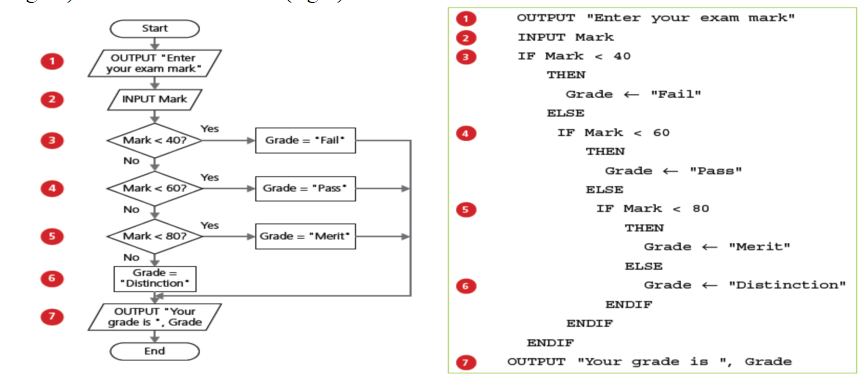 Start
1
OUTPUT "Enter
your exam mark"
2
INPUT Mark
3
Mark < 40?
Yes
Grade = "Fail"
No
4
Mark < 60?
Yes
Grade = "Pass"
No
5
Mark < 80?
Yes
Grade = "Merit"
No
6
Grade =
"Distinction"
7
OUTPUT "Your
grade is ", Grade
End
1 OUTPUT "Enter your exam mark"
2 INPUT Mark
3 IF Mark < 40
THEN
Grade ← "Fail"
ELSE
4 IF Mark < 60
THEN
Grade ← "Pass"
ELSE
5 IF Mark < 80
THEN
Grade ← "Merit"
ELSE
6 Grade ← "Distinction"
ENDIF
ENDIF
ENDIF
7 OUTPUT "Your grade is ", Grade